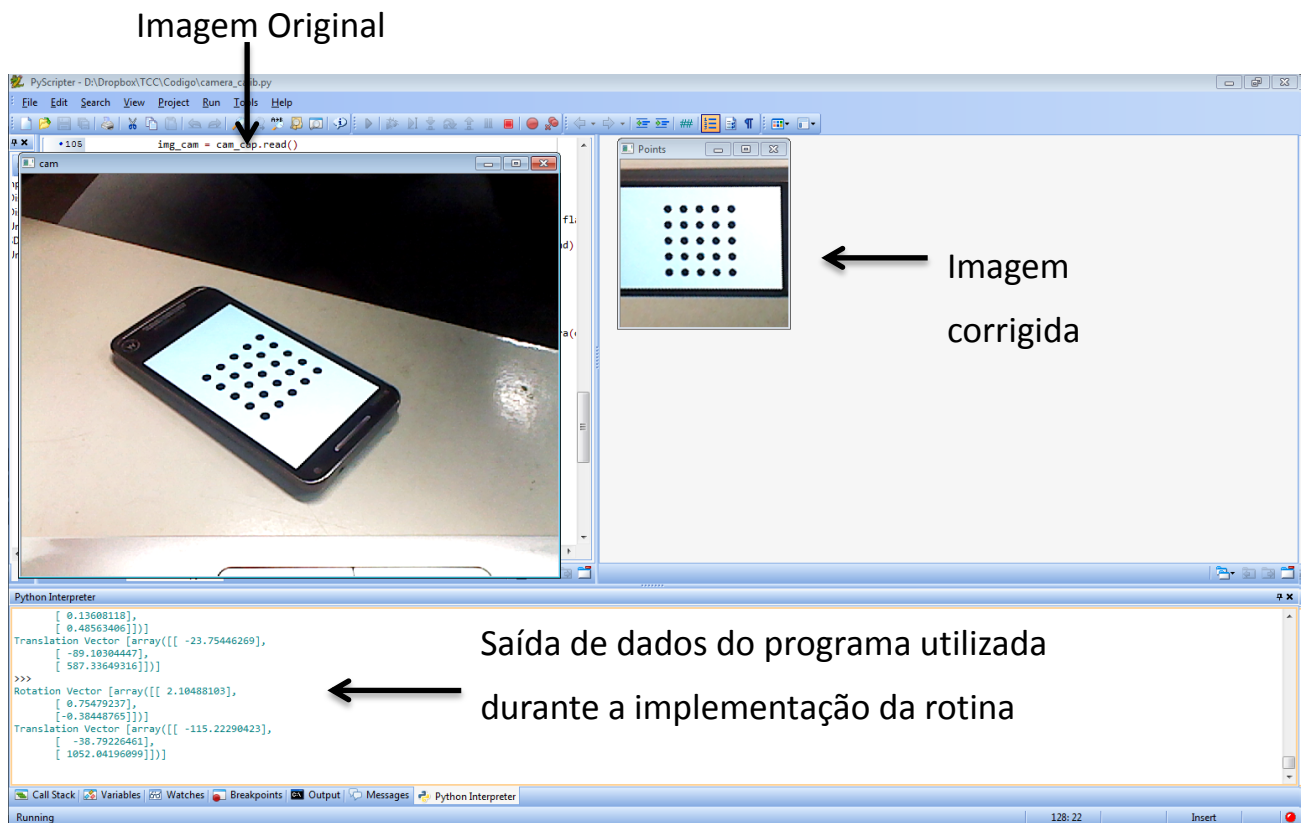 Imagem Original
PyScripter - D:\Dropbox\TCC\Codigo\camera_calib.py
File Edit Search View Project Run Tools Help
•105 img_cam = cam_cap.read()
cam
Points
Imagem
corrigida
Python Interpreter
[ 0.13608118],
[ 0.48563406]])]
Translation Vector [array([[ -23.75446269],
[ -89.10304447],
[ 587.33649316]])]
>>>
Rotation Vector [array([[ 2.10488103],
[ 0.75479237],
[-0.38448765]])]
Translation Vector [array([[ -115.22290423],
[ -38.79226461],
[ 1052.04196099]])]
Saída de dados do programa utilizada
durante a implementação da rotina
Call Stack Variables Watches Breakpoints Output Messages Python Interpreter
Running 128: 22 Insert